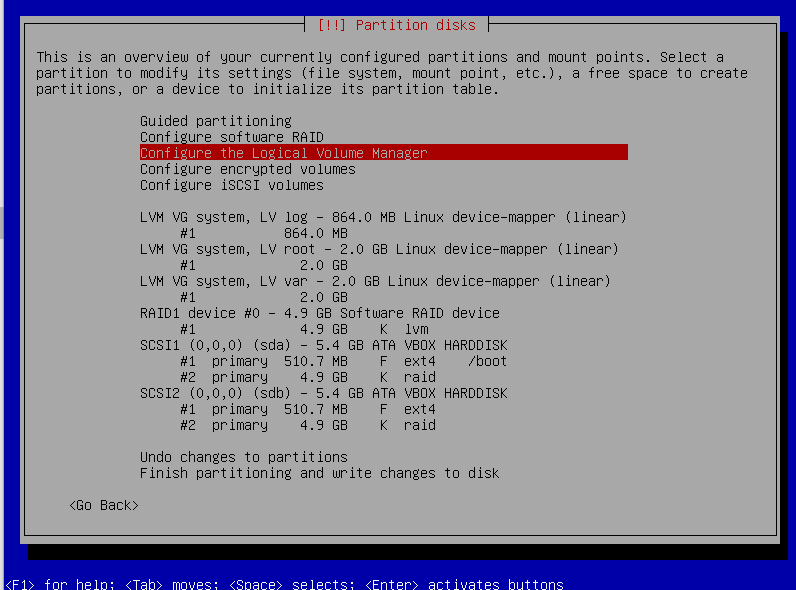 [!!] Partition disks
This is an overview of your currently configured partitions and mount points. Select a
partition to modify its settings (file system, mount point, etc.), a free space to create
partitions, or a device to initialize its partition table.
Guided partitioning
Configure software RAID
Configure the Logical Volume Manager
Configure encrypted volumes
Configure iSCSI volumes
LVM VG system, LV log - 864.0 MB Linux device-mapper (linear)
#1 864.0 MB
LVM VG system, LV root - 2.0 GB Linux device-mapper (linear)
#1 2.0 GB
LVM VG system, LV var - 2.0 GB Linux device-mapper (linear)
#1 2.0 GB
RAID1 device #0 - 4.9 GB Software RAID device
#1 4.9 GB K lvm
SCSI1 (0,0,0) (sda) - 5.4 GB ATA VBOX HARDDISK
#1 primary 510.7 MB F ext4 /boot
#2 primary 4.9 GB K raid
SCSI2 (0,0,0) (sdb) - 5.4 GB ATA VBOX HARDDISK
#1 primary 510.7 MB F ext4
#2 primary 4.9 GB K raid
Undo changes to partitions
Finish partitioning and write changes to disk
<Go Back>
<F1> for help; <Tab> moves; <Space> selects; <Enter> activates buttons